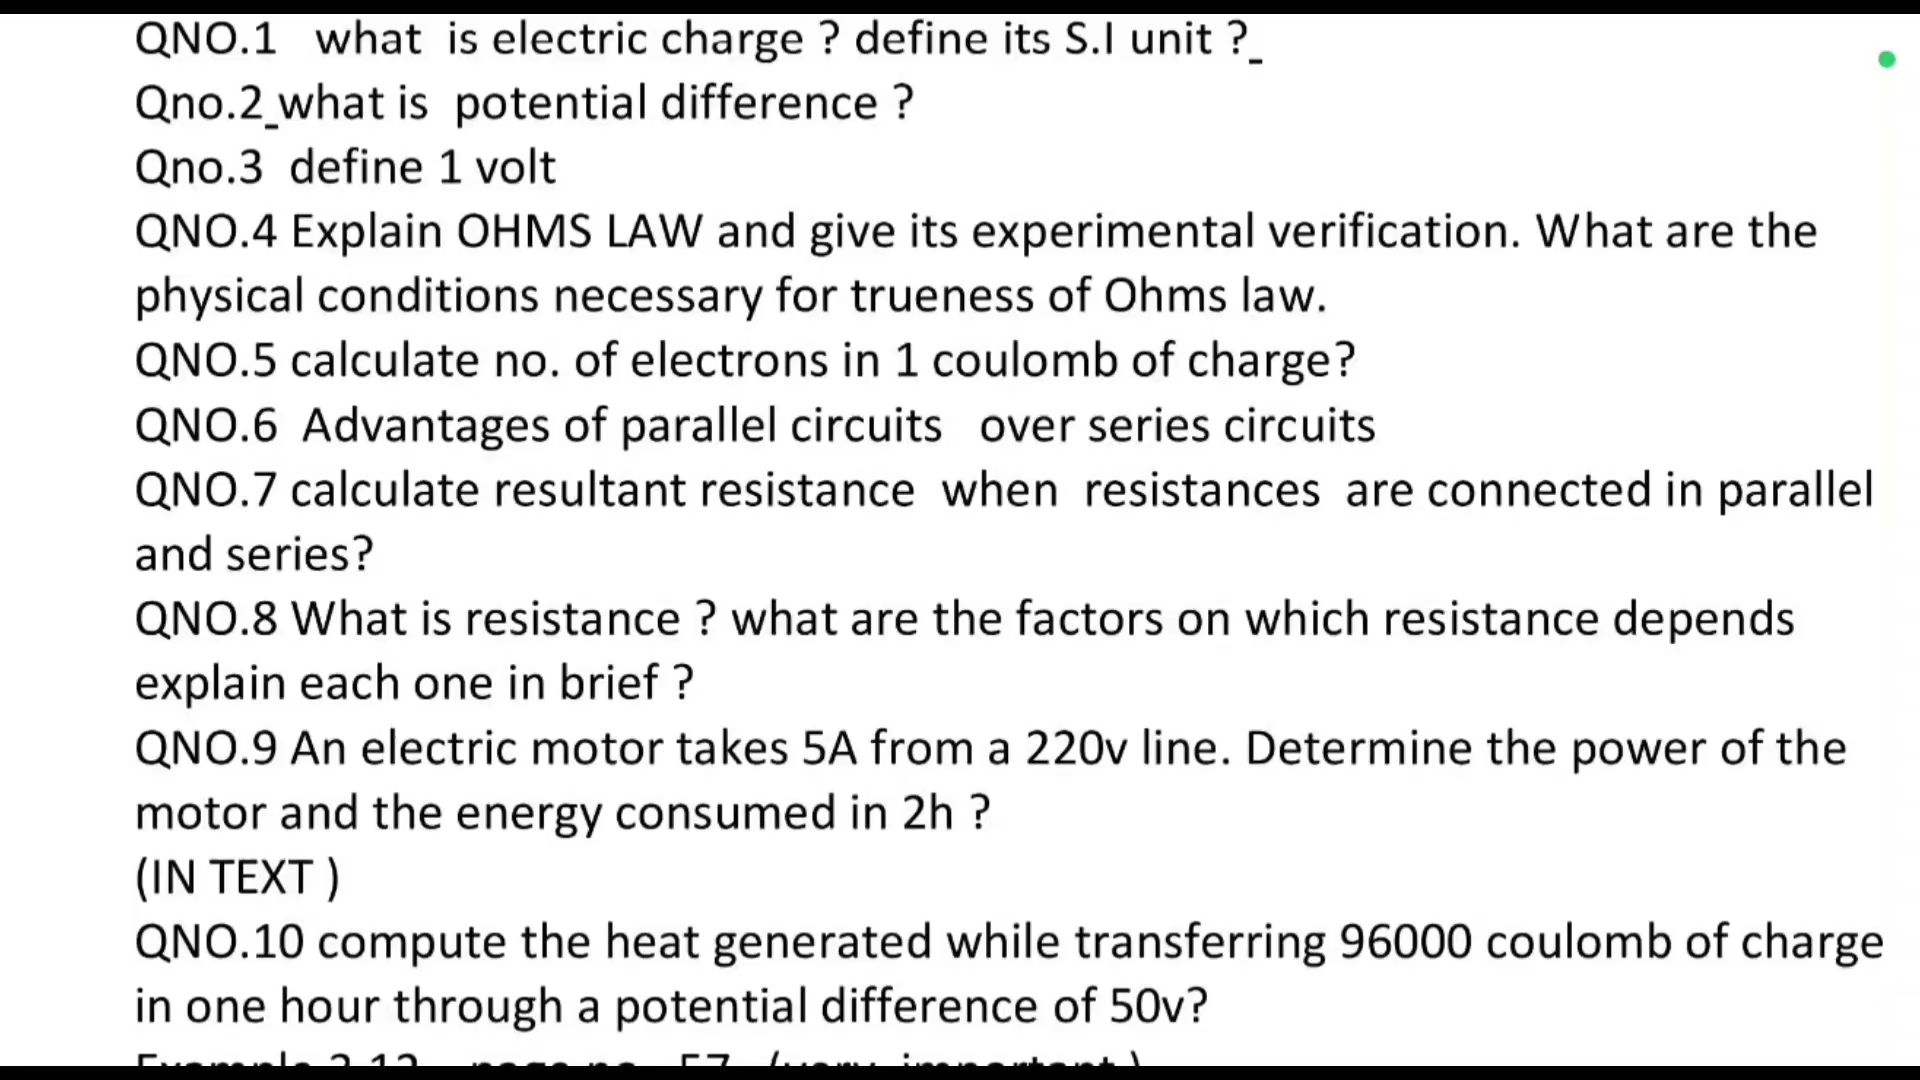 QNO.1 what is electric charge ? define its S.I unit ?_
Qno.2_what is potential difference ?
Qno.3 define 1 volt
QNO.4 Explain OHMS LAW and give its experimental verification. What are the
physical conditions necessary for trueness of Ohms law.
QNO.5 calculate no. of electrons in 1 coulomb of charge?
QNO.6 Advantages of parallel circuits over series circuits
QNO.7 calculate resultant resistance when resistances are connected in parallel
and series?
QNO.8 What is resistance ? what are the factors on which resistance depends
explain each one in brief ?
QNO.9 An electric motor takes 5A from a 220v line. Determine the power of the
motor and the energy consumed in 2h ?
(IN TEXT )
QNO.10 compute the heat generated while transferring 96000 coulomb of charge
in one hour through a potential difference of 50v?
Example page no. (very important )